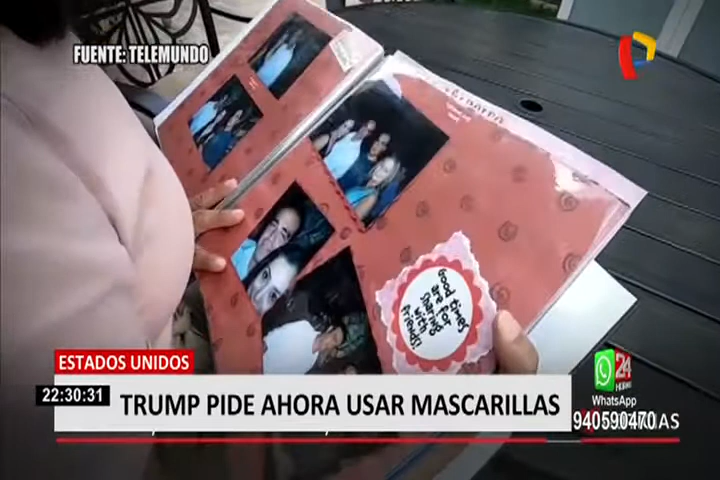 FUENTE: TELEMUNDO
Good times
are for
sharing
with
friends!
ESTADOS UNIDOS
22:30:31
TRUMP PIDE AHORA USAR MASCARILLAS
24
WhatsApp
940590470